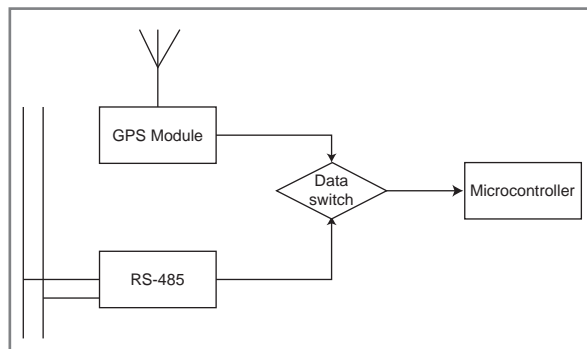 GPS Module
Data
switch
Microcontroller
RS-485